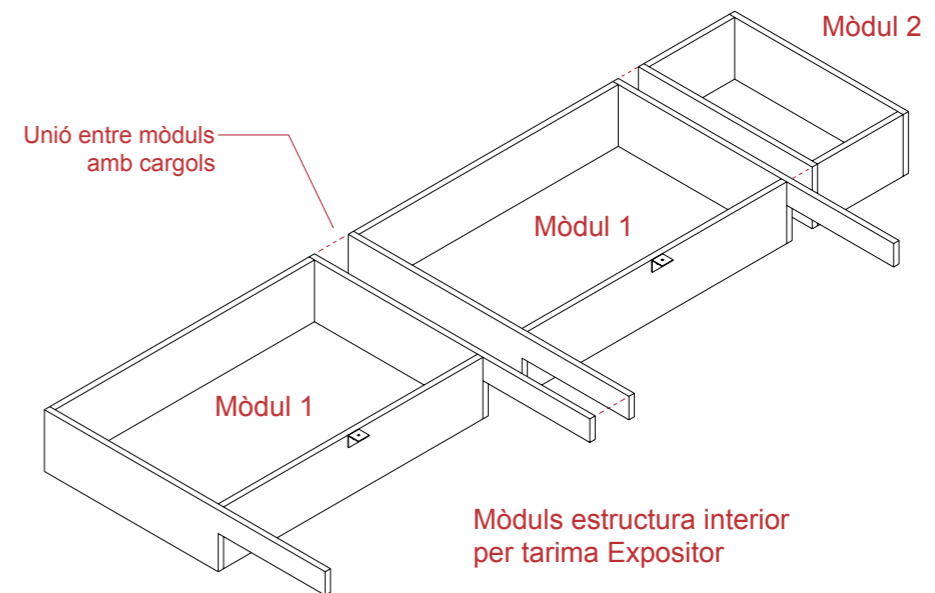 Mòdul 2
Unió entre mòduls
amb cargols
Mòdul 1
Mòdul 1
Mòduls estructura interior
per tarima Expositor